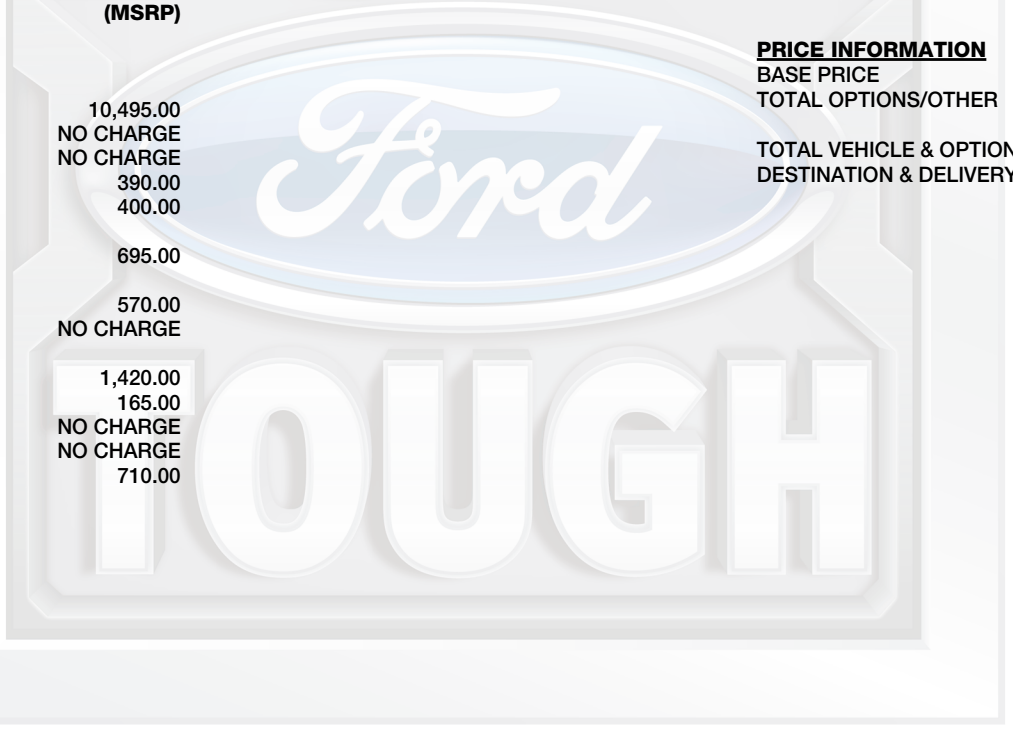 (MSRP)
10,495.00
NO CHARGE
NO CHARGE
390.00
400.00
695.00
570.00
NO CHARGE
1,420.00
165.00
NO CHARGE
NO CHARGE
710.00
PRICE INFORMATION
BASE PRICE
TOTAL OPTIONS/OTHER
TOTAL VEHICLE & OPTION
DESTINATION & DELIVERY
Ford
TOUGH